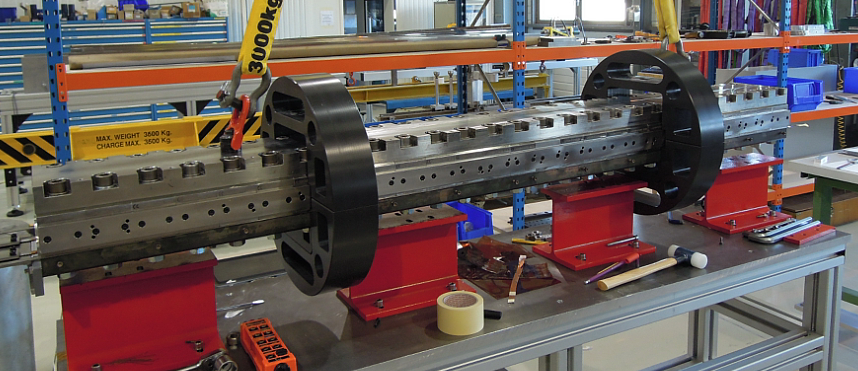 3000kg
MAX. WEIGHT 3500 Kg.
CHARGE MAX. 3500 Kg.